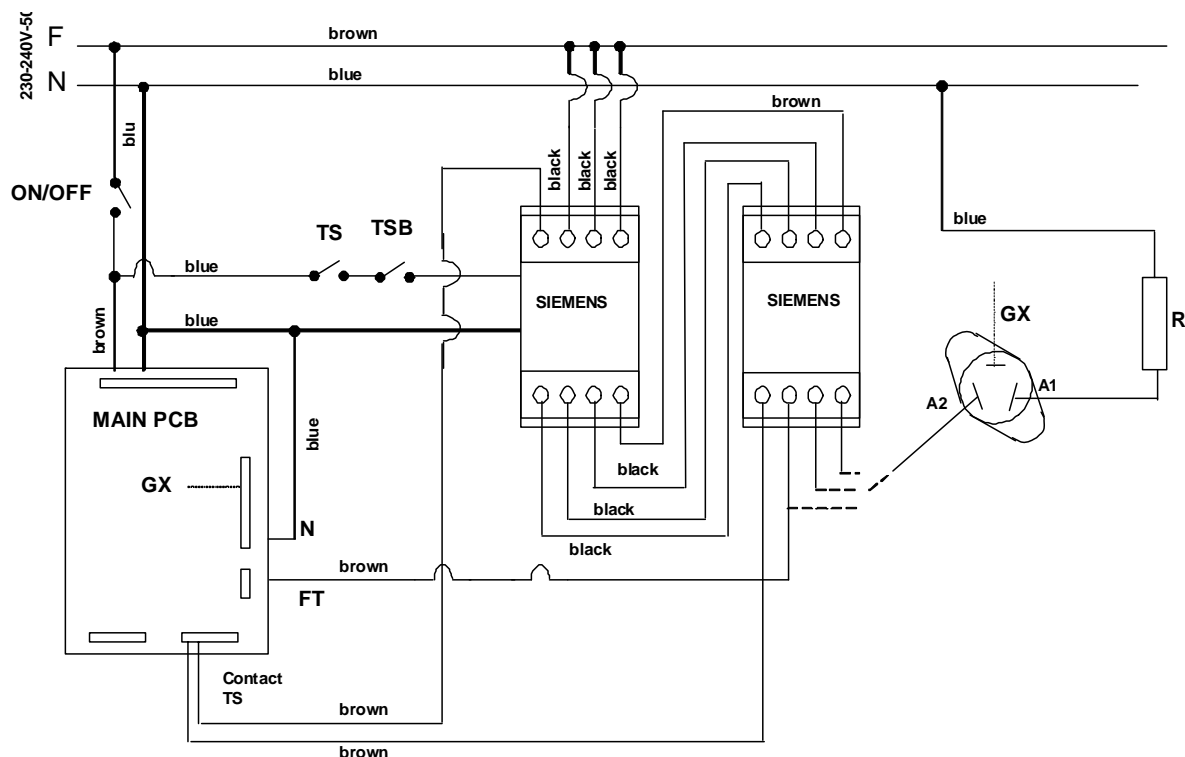 230-240V-50
F
brown
N
blue
blu
brown
black
black
black
ON/OFF
TS
TSB
blue
blue
SIEMENS
SIEMENS
blue
GX
R
brown
blue
A1
A2
MAIN PCB
GX
blue
N
black
black
black
brown
FT
Contact
TS
brown
brown